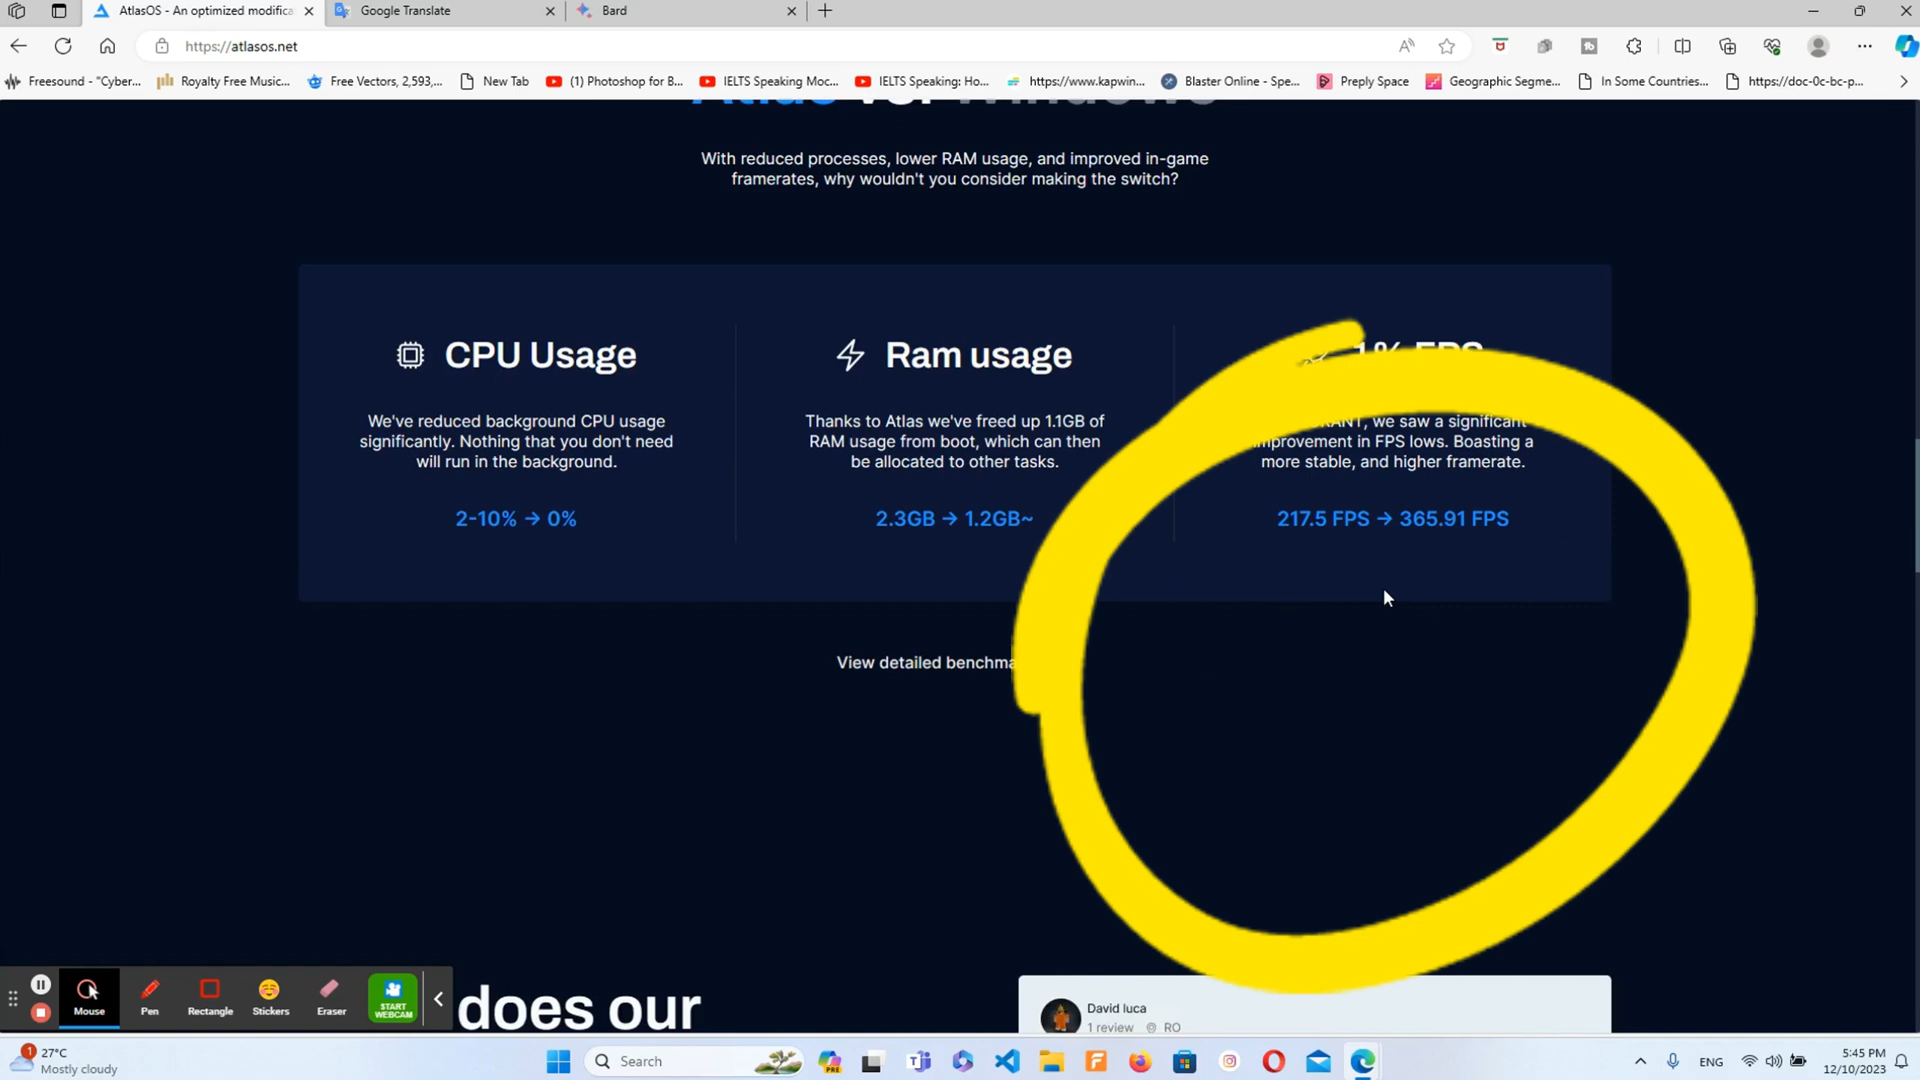 AtlasOS - An optimized modifica
Google Translate
Bard
https://atlasos.net
Freesound - "Cyber...
Royalty Free Music...
Free Vectors, 2,593,...
New Tab
(1) Photoshop for B...
IELTS Speaking Moc...
IELTS Speaking: Ho...
https://www.kapwin...
Blaster Online - Spe...
Preply Space
Geographic Segme...
In Some Countries...
https://doc-0c-bc-p...
With reduced processes, lower RAM usage, and improved in-game
framerates, why wouldn't you consider making the switch?
CPU Usage
We've reduced background CPU usage
significantly. Nothing that you don't need
will run in the background.
2-10% → 0%
Ram usage
Thanks to Atlas we've freed up 1.1GB of
RAM usage from boot, which can then
be allocated to other tasks.
2.3GB → 1.2GB~
1% FPS
we saw a significant
improvement in FPS lows. Boasting a
more stable, and higher framerate.
217.5 FPS → 365.91 FPS
View detailed
does our
David luca
1 review RO
Mouse
Pen
Rectangle
Stickers
Eraser
START
WEBCAM
1
27°C
Mostly cloudy
Search
PRE
ENG
5:45 PM
12/10/2023